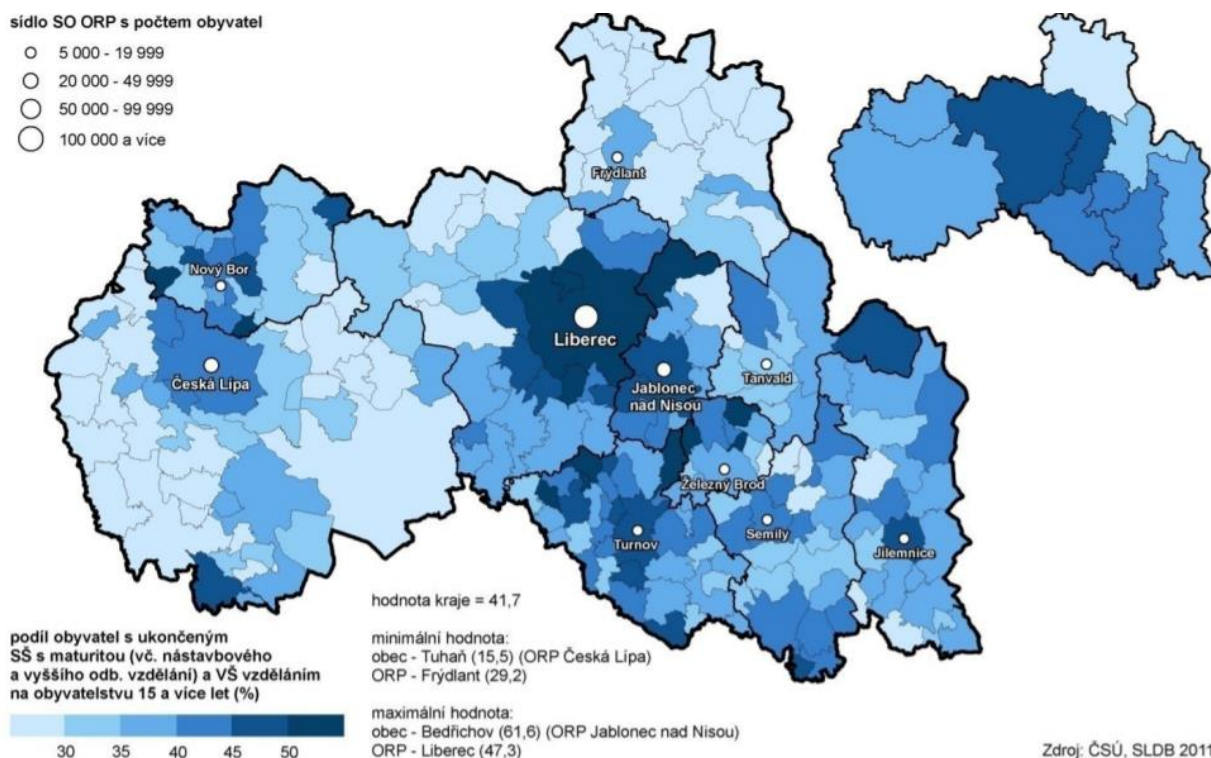 sídlo SO ORP s počtem obyvatel
5 000 - 19 999
20 000 - 49 999
50 000 - 99 999
100 000 a více
Frýdlant
Nový Bor
Liberec
Česká Lípa
Jablonec
nad Nisou
Tanvald
Železný Brod
Turnov
Semily
Jilemnice
hodnota kraje = 41,7
minimální hodnota:
obec - Tuhaň (15,5) (ORP Česká Lípa)
ORP - Frýdlant (29,2)
maximální hodnota:
obec - Bedřichov (61,6) (ORP Jablonec nad Nisou)
ORP - Liberec (47,3)
podíl obyvatel s ukončeným
SŠ s maturitou (vč. nástavbového
a vyššího odb. vzdělání) a VŠ vzděláním
na obyvatelstvu 15 a více let (%)
30 35 40 45 50
Zdroj: ČSÚ, SLDB 2011